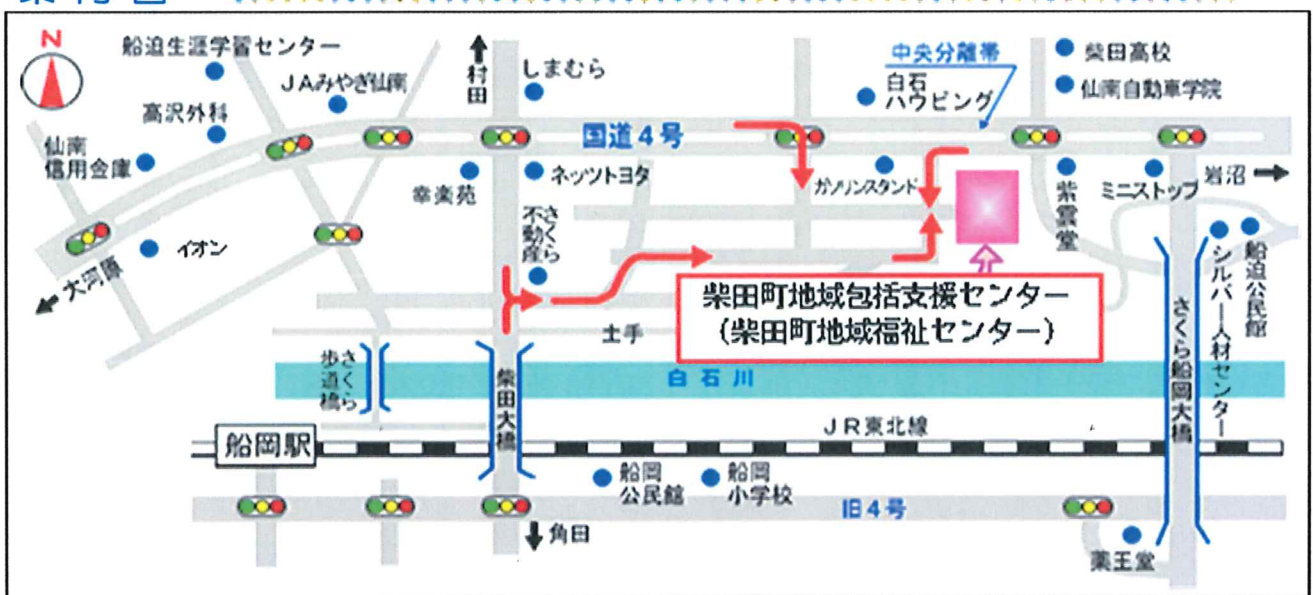 N
船迫生涯学習センター
JAみやぎ仙南
高沢外科
仙南
信用金庫
イオン
大河原
村田
しまむら
国道4号
幸楽苑
ネッツトヨタ
さくら
不動産
中央分離帯
白石
ハウビング
ガソリンスタンド
柴田高校
仙南自動車学院
紫雲堂
ミニストップ
岩沼
船迫公民館
シルバー人材センター
柴田町地域包括支援センター
(柴田町地域福祉センター)
土手
白石川
さくら
歩道橋
柴田大橋
さくら船岡大橋
JR東北線
船岡駅
船岡
公民館
船岡
小学校
旧4号
角田
薬王堂